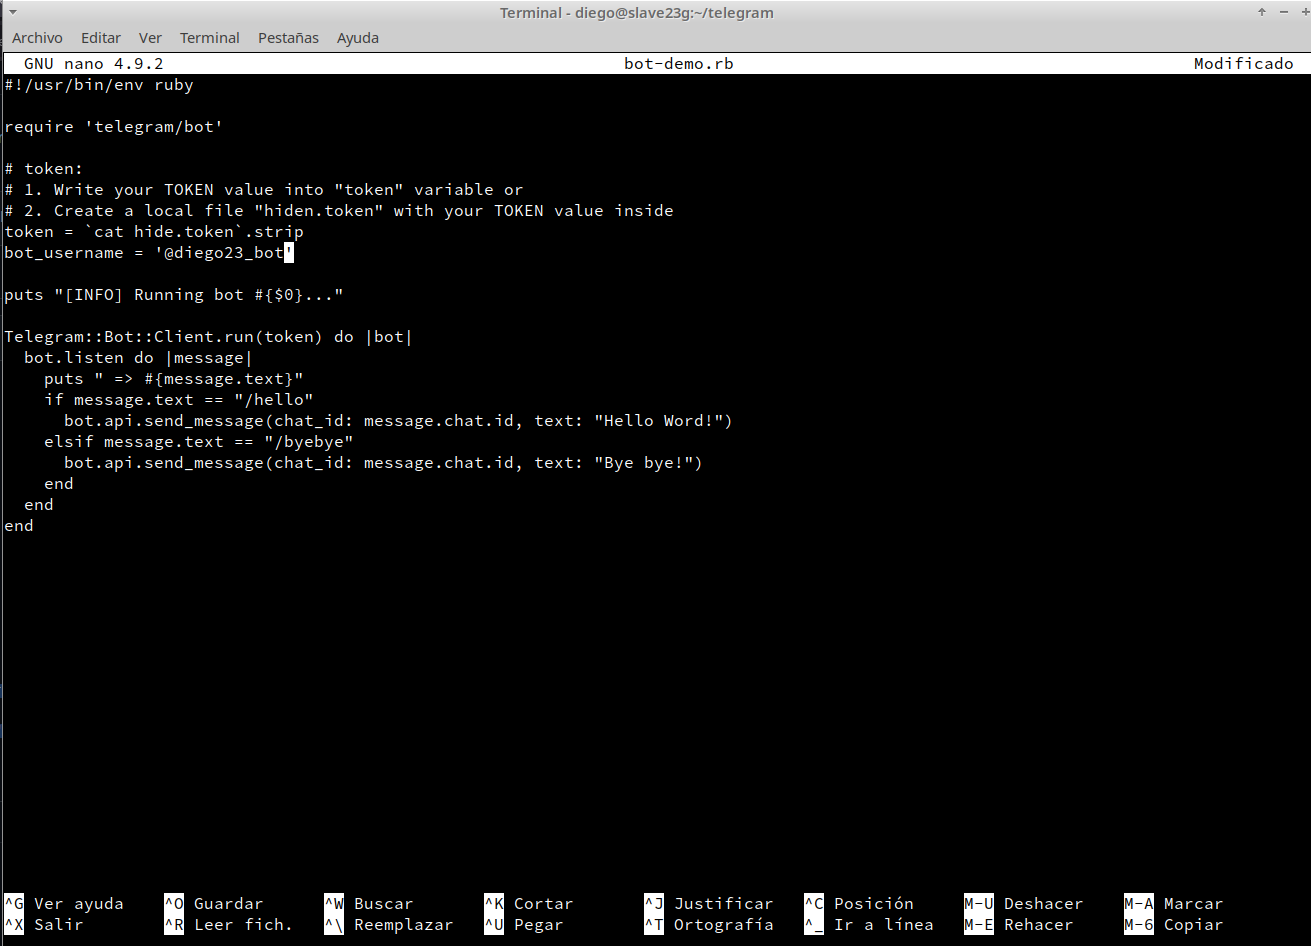 Terminal - diego@slave23g:~/telegram
Archivo Editar Ver Terminal Pestañas Ayuda
GNU nano 4.9.2 bot-demo.rb Modificado
#!/usr/bin/env ruby

require 'telegram/bot'

# token:
# 1. Write your TOKEN value into "token" variable or
# 2. Create a local file "hiden.token" with your TOKEN value inside
token = `cat hide.token`.strip
bot_username = '@diego23_bot'

puts "[INFO] Running bot #{$0}..."

Telegram::Bot::Client.run(token) do |bot|
  bot.listen do |message|
    puts " => #{message.text}"
    if message.text == "/hello"
      bot.api.send_message(chat_id: message.chat.id, text: "Hello Word!")
    elsif message.text == "/byebye"
      bot.api.send_message(chat_id: message.chat.id, text: "Bye bye!")
    end
  end
end

^G Ver ayuda ^O Guardar ^W Buscar ^K Cortar ^J Justificar ^C Posición M-U Deshacer M-A Marcar
^X Salir ^R Leer fich. ^\ Reemplazar ^U Pegar ^T Ortografía ^_ Ir a línea M-E Rehacer M-6 Copiar